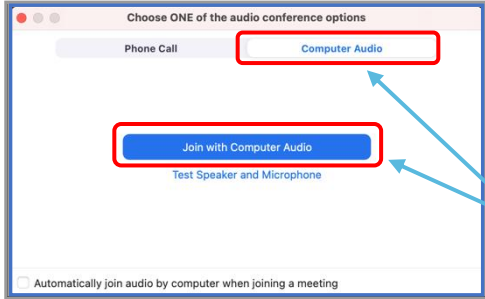 Choose ONE of the audio conference options
Phone Call
Computer Audio
Join with Computer Audio
Test Speaker and Microphone
Automatically join audio by computer when joining a meeting